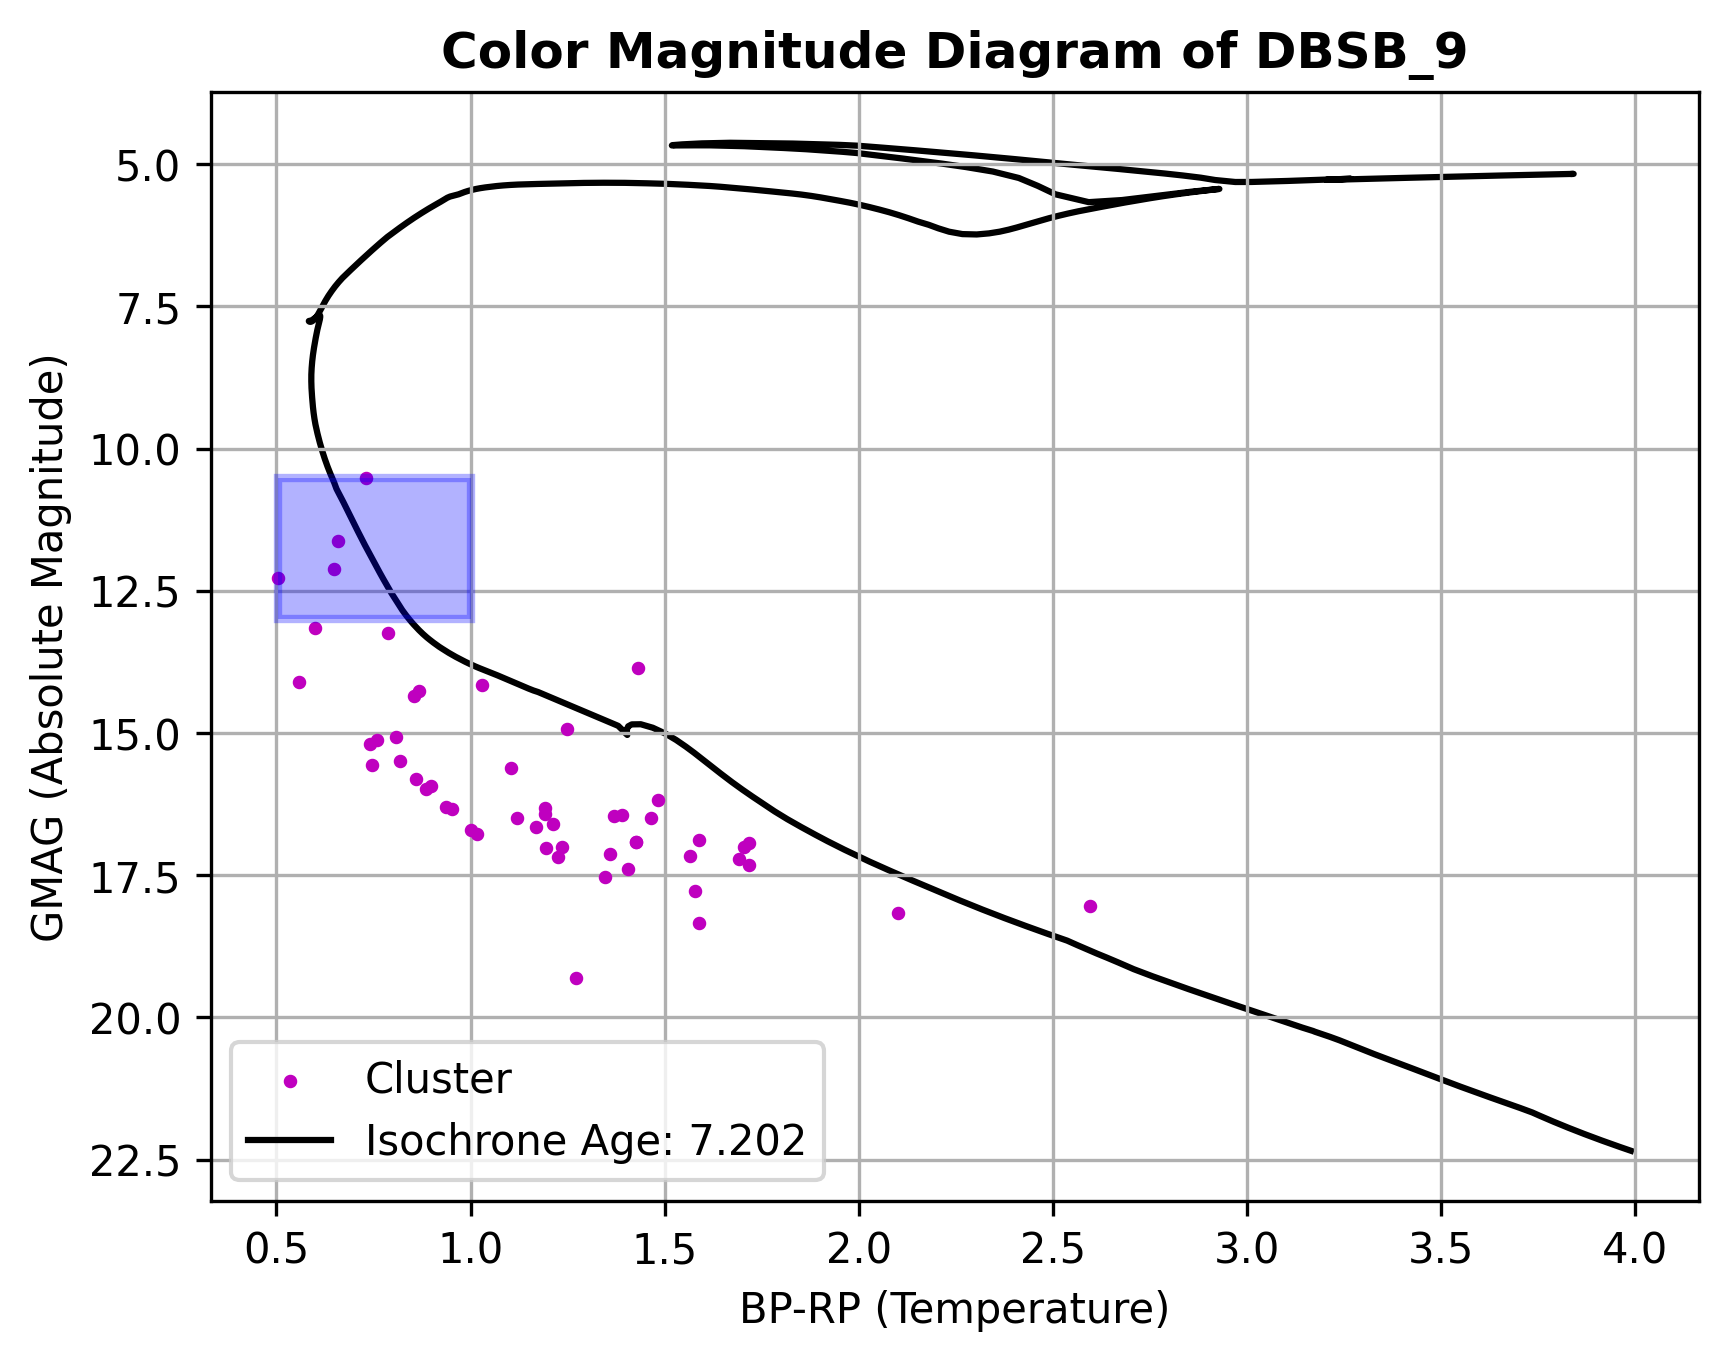 Color Magnitude Diagram of DBSB_9
GMAG (Absolute Magnitude)
5.0
7.5
10.0
12.5
15.0
17.5
20.0
22.5
Cluster
Isochrone Age: 7.202
0.5 1.0 1.5 2.0 2.5 3.0 3.5 4.0
BP-RP (Temperature)